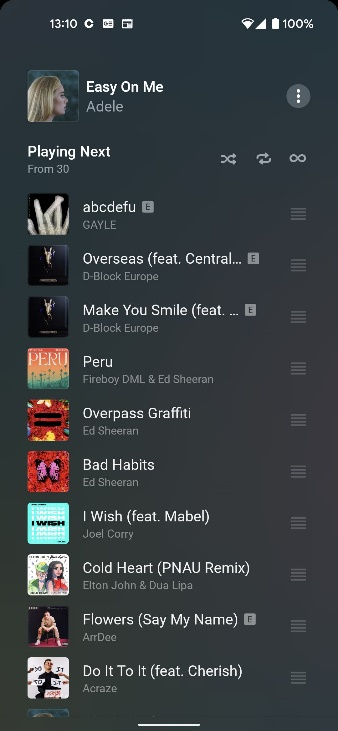 13:10
100%
Easy On Me
Adele
Playing Next
From 30
abcdefu E
GAYLE
Overseas (feat. Central... E
D-Block Europe
Make You Smile (feat. ... E
D-Block Europe
PERU
Peru
Fireboy DML & Ed Sheeran
Overpass Graffiti
Ed Sheeran
Bad Habits
Ed Sheeran
I WISH
I Wish (feat. Mabel)
Joel Corry
Cold Heart (PNAU Remix)
Elton John & Dua Lipa
Flowers (Say My Name) E
ArrDee
Do It To It (feat. Cherish)
Acraze